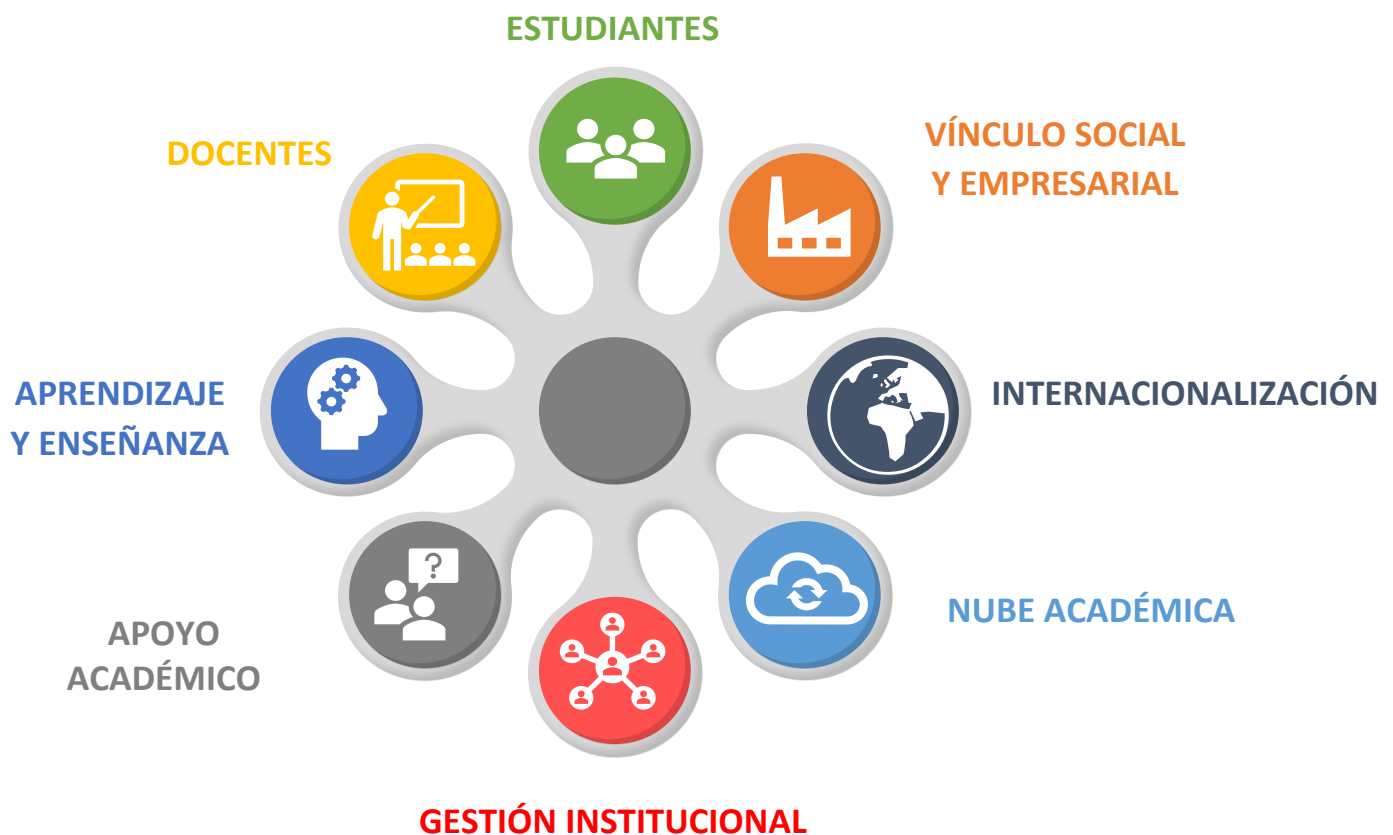 ESTUDIANTES
DOCENTES
VÍNCULO SOCIAL
Y EMPRESARIAL
APRENDIZAJE
Y ENSEÑANZA
INTERNACIONALIZACIÓN
?
APOYO
ACADÉMICO
NUBE ACADÉMICA
GESTIÓN INSTITUCIONAL